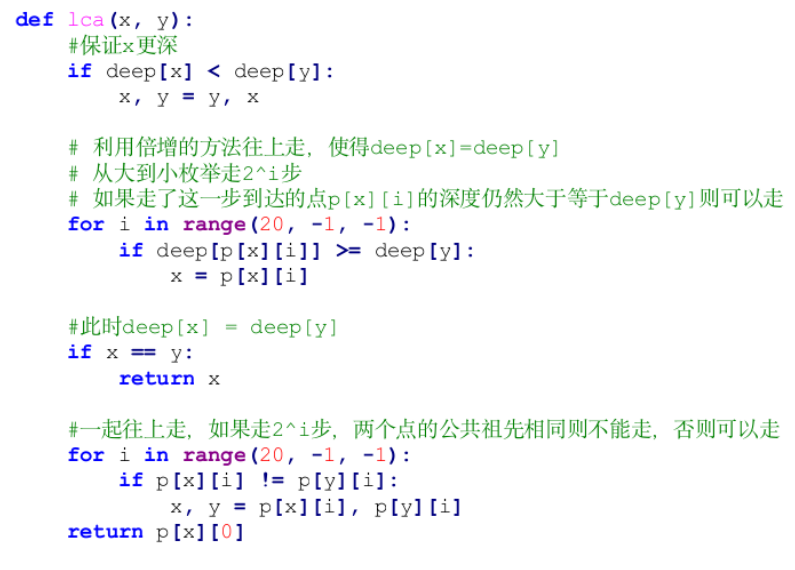 def lca(x, y):
    #保证x更深
    if deep[x] < deep[y]:
        x, y = y, x

    # 利用倍增的方法往上走, 使得deep[x]=deep[y]
    # 从大到小枚举走2^i步
    # 如果走了这一步到达的点p[x][i]的深度仍然大于等于deep[y]则可以走
    for i in range(20, -1, -1):
        if deep[p[x][i]] >= deep[y]:
            x = p[x][i]

    #此时deep[x] = deep[y]
    if x == y:
        return x

    #一起往上走, 如果走2^i步, 两个点的公共祖先相同则不能走, 否则可以走
    for i in range(20, -1, -1):
        if p[x][i] != p[y][i]:
            x, y = p[x][i], p[y][i]
    return p[x][0]